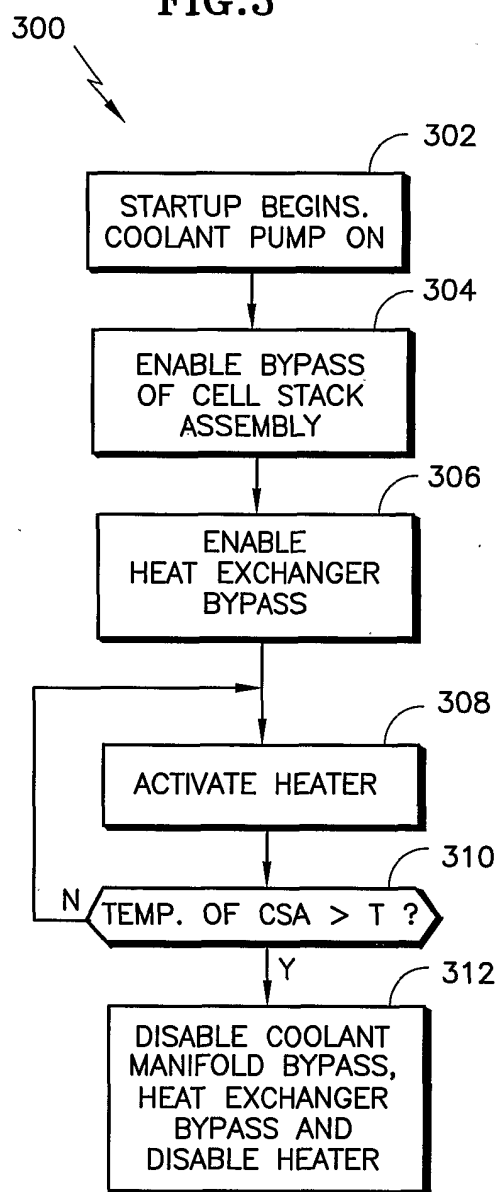 FIG.3
300
302
STARTUP BEGINS.
COOLANT PUMP ON
304
ENABLE BYPASS
OF CELL STACK
ASSEMBLY
306
ENABLE
HEAT EXCHANGER
BYPASS
308
ACTIVATE HEATER
310
N
TEMP. OF CSA > T ?
Y
312
DISABLE COOLANT
MANIFOLD BYPASS,
HEAT EXCHANGER
BYPASS AND
DISABLE HEATER